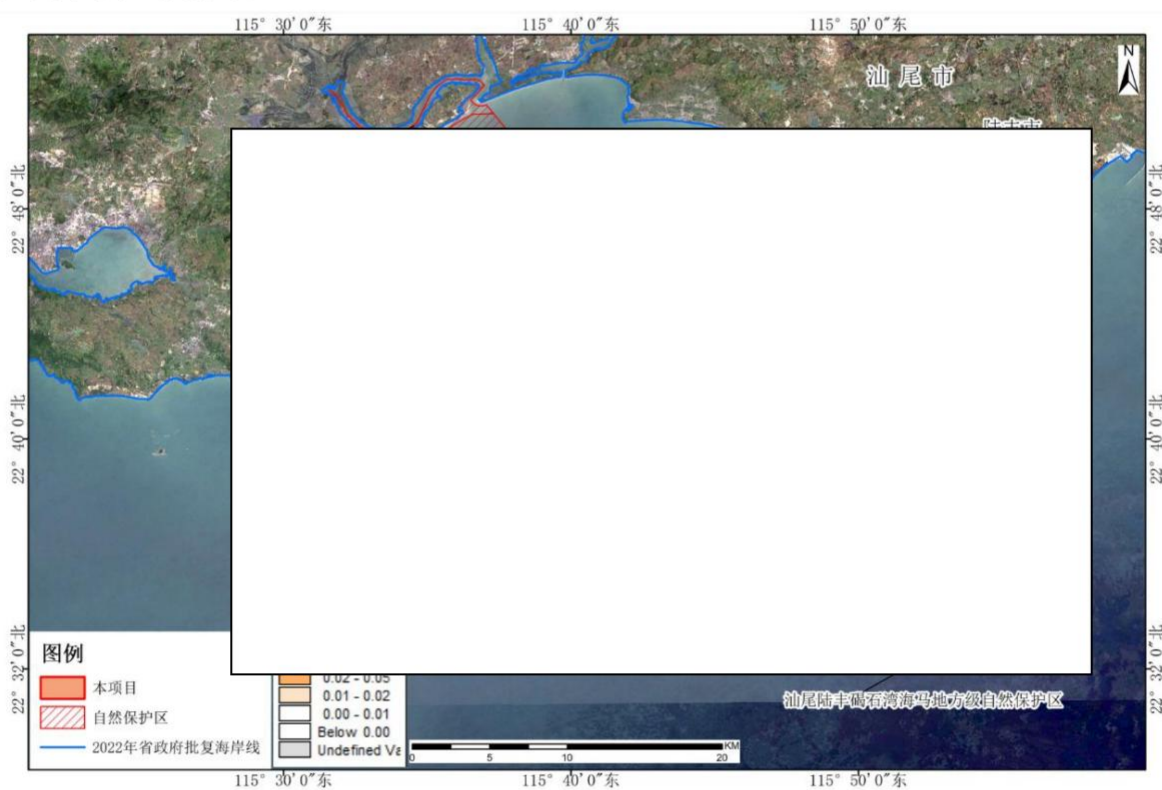 115° 30′ 0″东 115° 40′ 0″东 115° 50′ 0″东
N
汕尾市
22° 48′ 0″北 22° 48′ 0″北
22° 40′ 0″北 22° 40′ 0″北
22° 32′ 0″北 22° 32′ 0″北
图例
本项目
自然保护区
2022年省政府批复海岸线
0.02 - 0.05
0.01 - 0.02
0.00 - 0.01
Below 0.00
Undefined Va
汕尾陆丰碣石湾海马地方级自然保护区
KM
0 5 10 20
115° 30′ 0″东 115° 40′ 0″东 115° 50′ 0″东